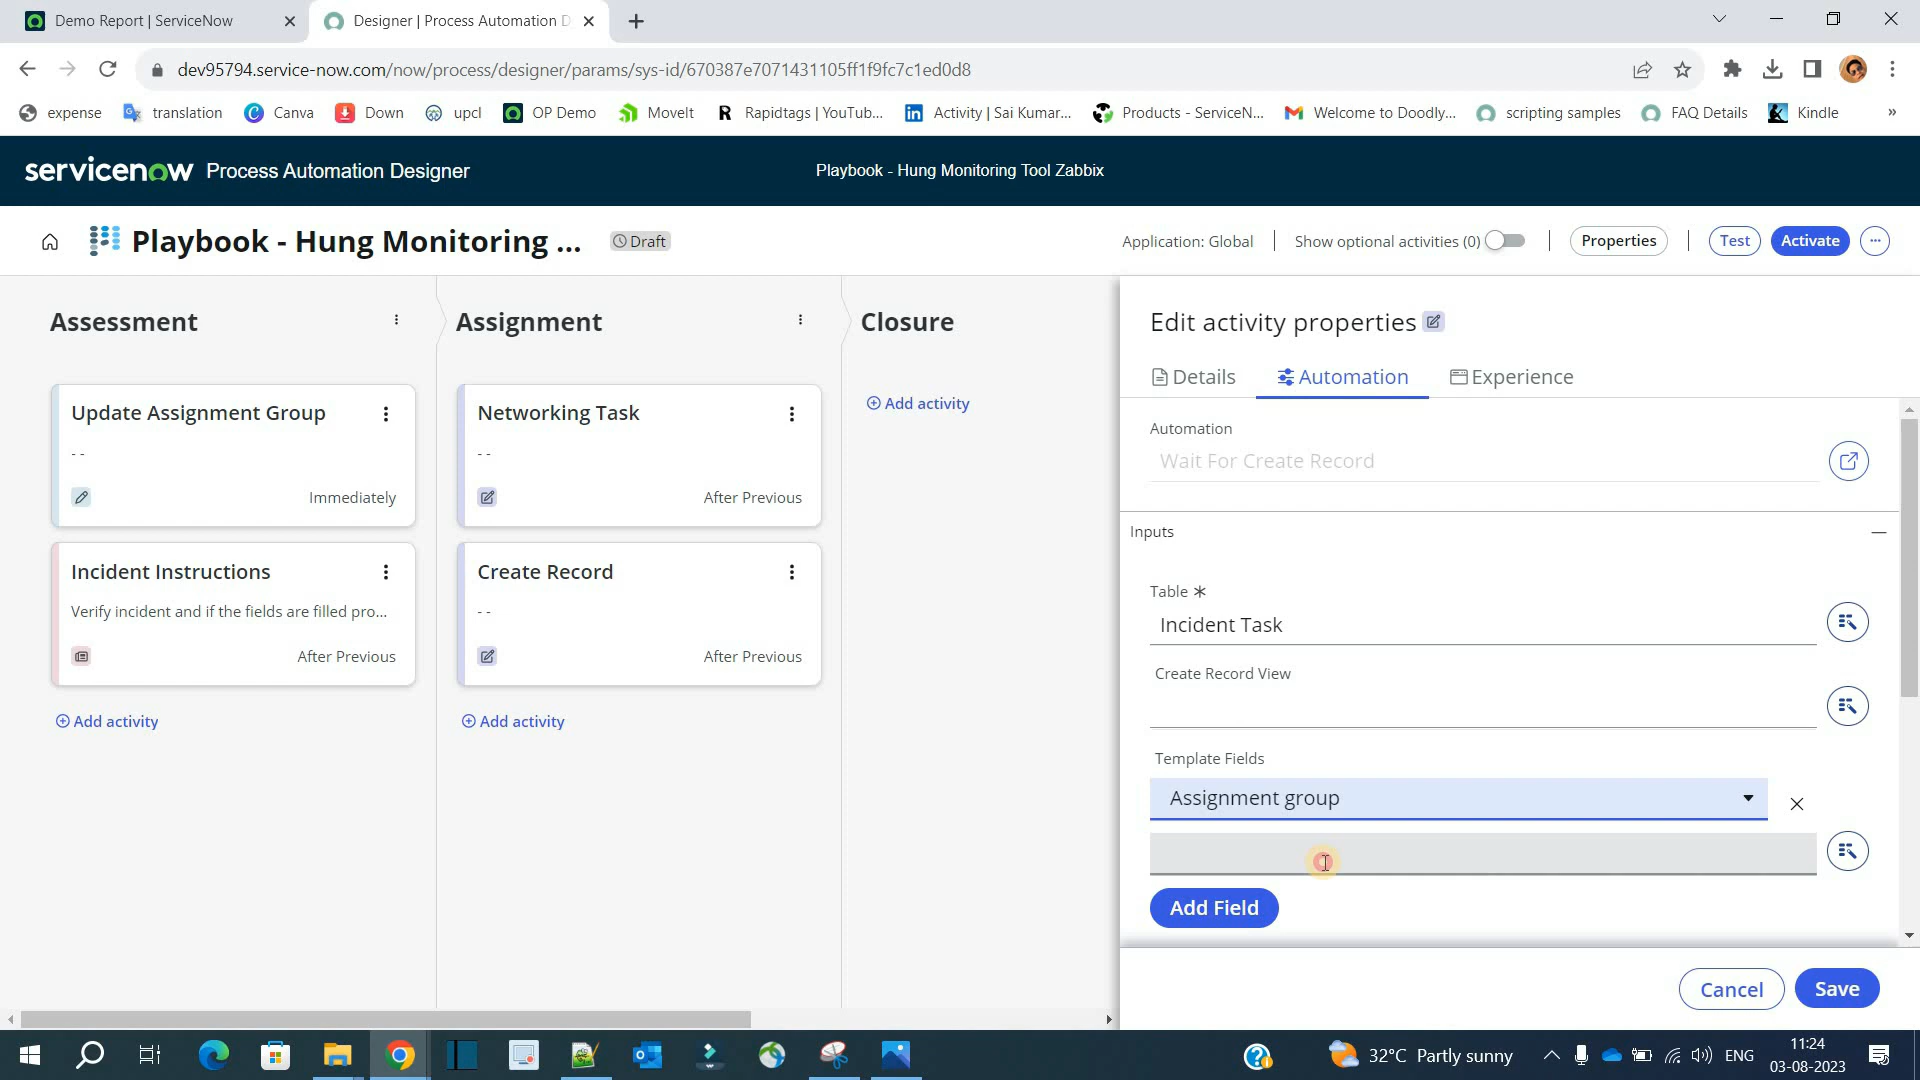 Demo Report | ServiceNow
Designer | Process Automation D
dev95794.service-now.com/now/process/designer/params/sys-id/670387e7071431105ff1f9fc7c1ed0d8
expense
translation
Canva
Down
upcl
OP Demo
MoveIt
Rapidtags | YouTub...
Activity | Sai Kumar...
Products - ServiceN...
Welcome to Doodly...
scripting samples
FAQ Details
Kindle
»
servicenow Process Automation Designer
Playbook - Hung Monitoring Tool Zabbix
Playbook - Hung Monitoring ...
Draft
Application: Global
Show optional activities (0)
Properties
Test
Activate
Assessment
Assignment
Closure
Update Assignment Group
- -
Immediately
Incident Instructions
Verify incident and if the fields are filled pro...
After Previous
Add activity
Networking Task
- -
After Previous
Create Record
- -
After Previous
Add activity
Add activity
Edit activity properties
Details
Automation
Experience
Automation
Wait For Create Record
Inputs
Table *
Incident Task
Create Record View
Template Fields
Assignment group
Add Field
Cancel
Save
32°C Partly sunny
ENG
11:24
03-08-2023